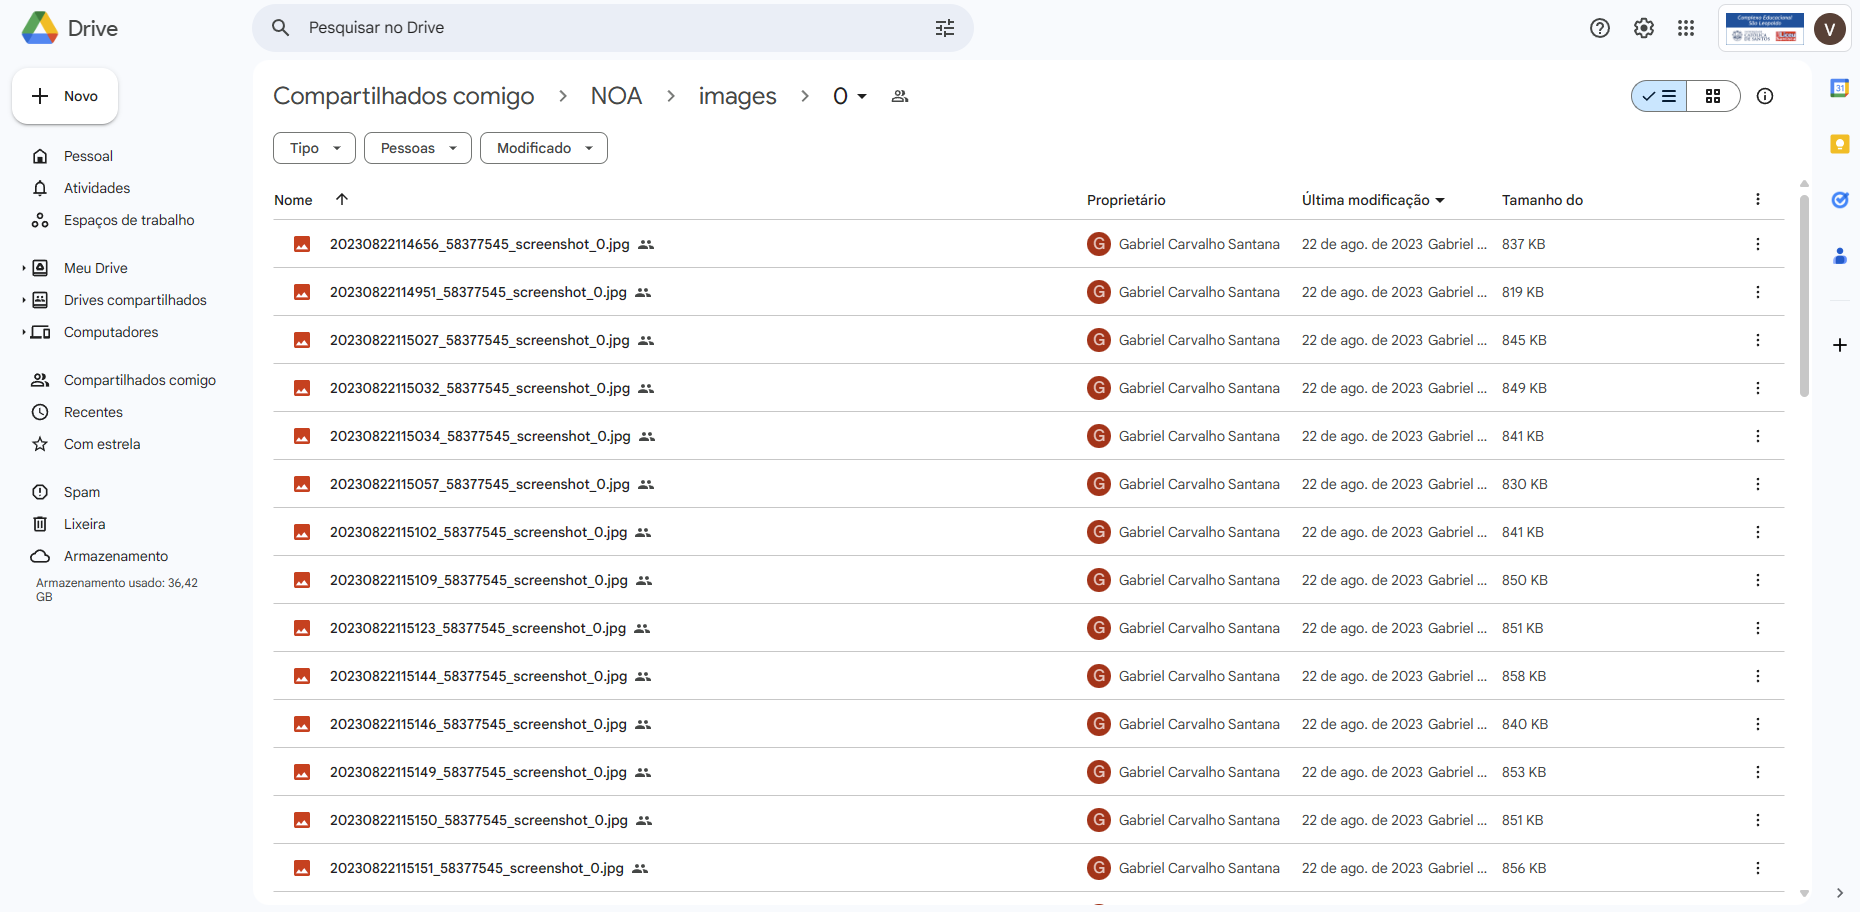 Drive
Pesquisar no Drive
Complexo Educacional
São Leopoldo
CATÓLICA
DE SANTOS
V
Novo
Compartilhados comigo > NOA > images > 0
Tipo
Pessoas
Modificado
Pessoal
Atividades
Espaços de trabalho
Meu Drive
Drives compartilhados
Computadores
Compartilhados comigo
Recentes
Com estrela
Spam
Lixeira
Armazenamento
Armazenamento usado: 36,42
GB
31
Nome Proprietário Última modificação Tamanho do
20230822114656_58377545_screenshot_0.jpg G Gabriel Carvalho Santana 22 de ago. de 2023 Gabriel ... 837 KB
20230822114951_58377545_screenshot_0.jpg G Gabriel Carvalho Santana 22 de ago. de 2023 Gabriel ... 819 KB
20230822115027_58377545_screenshot_0.jpg G Gabriel Carvalho Santana 22 de ago. de 2023 Gabriel ... 845 KB
20230822115032_58377545_screenshot_0.jpg G Gabriel Carvalho Santana 22 de ago. de 2023 Gabriel ... 849 KB
20230822115034_58377545_screenshot_0.jpg G Gabriel Carvalho Santana 22 de ago. de 2023 Gabriel ... 841 KB
20230822115057_58377545_screenshot_0.jpg G Gabriel Carvalho Santana 22 de ago. de 2023 Gabriel ... 830 KB
20230822115102_58377545_screenshot_0.jpg G Gabriel Carvalho Santana 22 de ago. de 2023 Gabriel ... 841 KB
20230822115109_58377545_screenshot_0.jpg G Gabriel Carvalho Santana 22 de ago. de 2023 Gabriel ... 850 KB
20230822115123_58377545_screenshot_0.jpg G Gabriel Carvalho Santana 22 de ago. de 2023 Gabriel ... 851 KB
20230822115144_58377545_screenshot_0.jpg G Gabriel Carvalho Santana 22 de ago. de 2023 Gabriel ... 858 KB
20230822115146_58377545_screenshot_0.jpg G Gabriel Carvalho Santana 22 de ago. de 2023 Gabriel ... 840 KB
20230822115149_58377545_screenshot_0.jpg G Gabriel Carvalho Santana 22 de ago. de 2023 Gabriel ... 853 KB
20230822115150_58377545_screenshot_0.jpg G Gabriel Carvalho Santana 22 de ago. de 2023 Gabriel ... 851 KB
20230822115151_58377545_screenshot_0.jpg G Gabriel Carvalho Santana 22 de ago. de 2023 Gabriel ... 856 KB